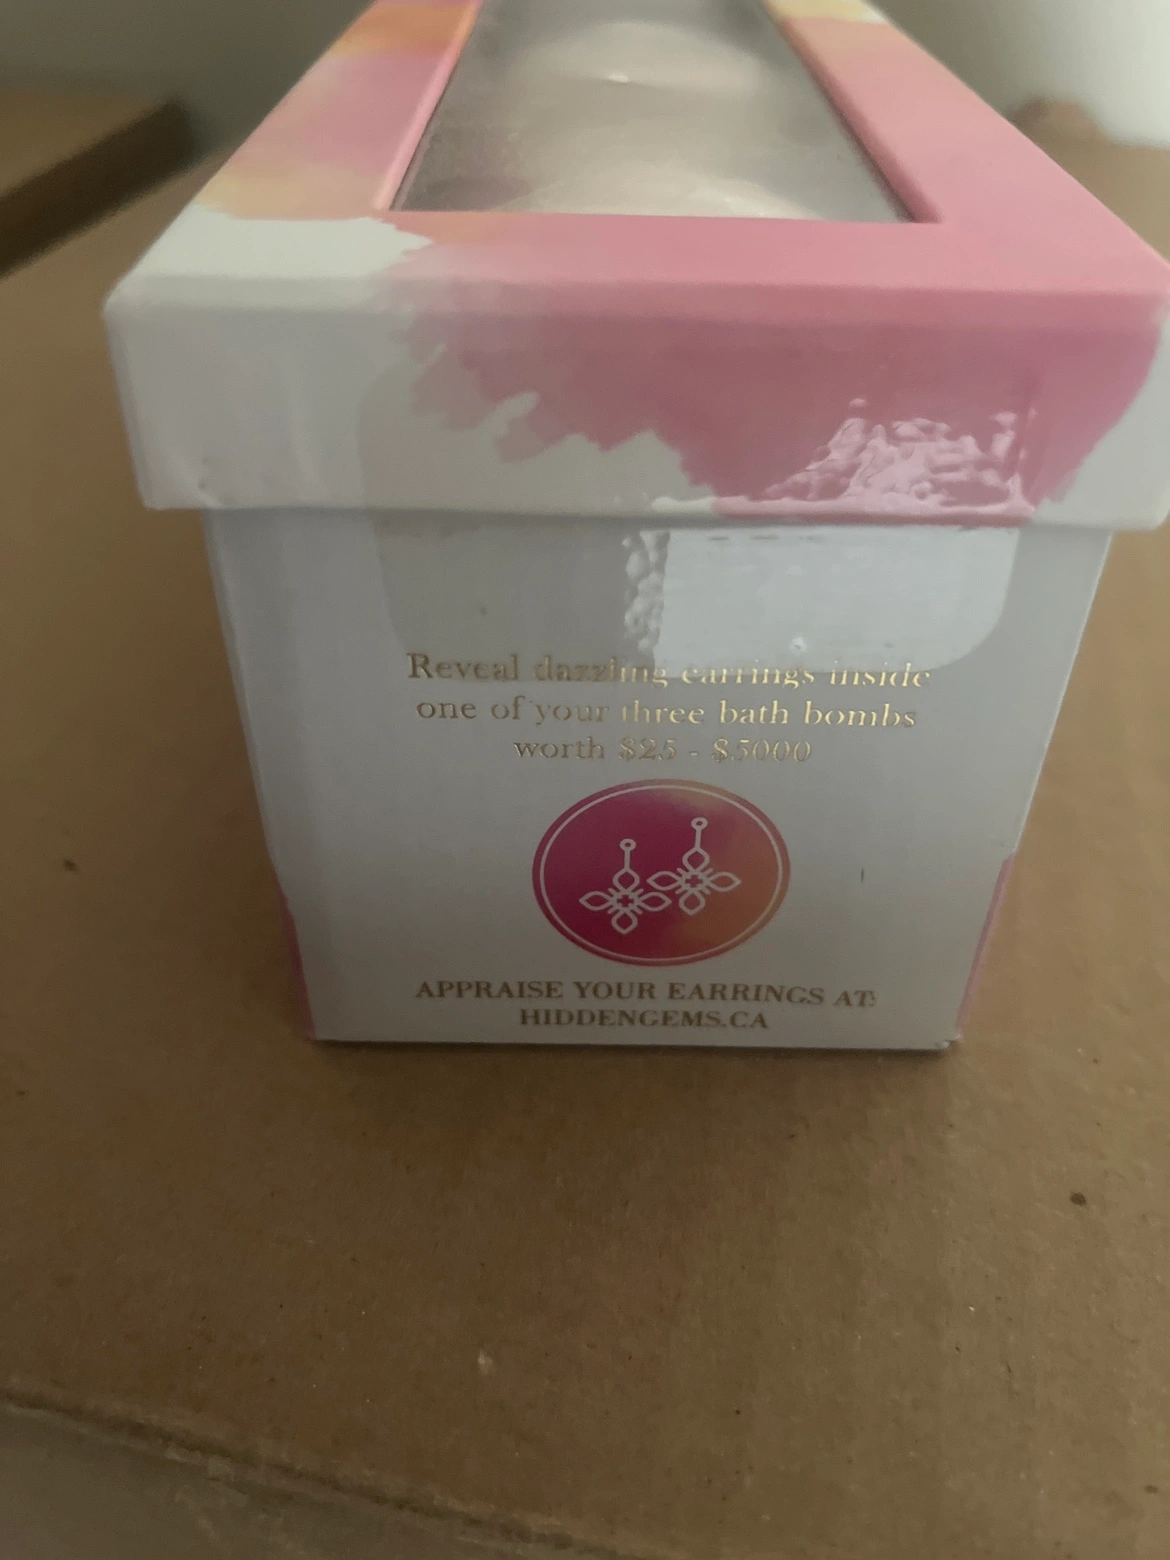 Reveal dazzling earrings inside
one of your three bath bombs
worth $25 - $5000
APPRAISE YOUR EARRINGS AT:
HIDDENGEMS.CA